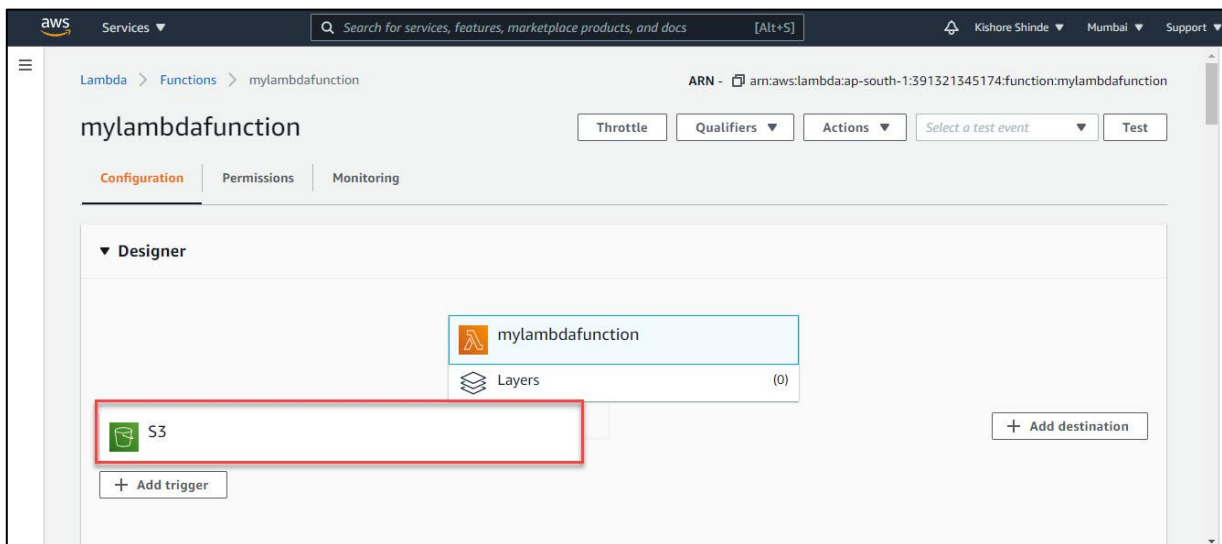 aws Services ▼ Search for services, features, marketplace products, and docs [Alt+S] Kishore Shinde ▼ Mumbai ▼ Support ▼
Lambda > Functions > mylambdafunction ARN - arn:aws:lambda:ap-south-1:391321345174:function:mylambdafunction
mylambdafunction Throttle Qualifiers ▼ Actions ▼ Select a test event ▼ Test
Configuration Permissions Monitoring
▼ Designer
mylambdafunction
Layers (0)
S3
+ Add destination
+ Add trigger